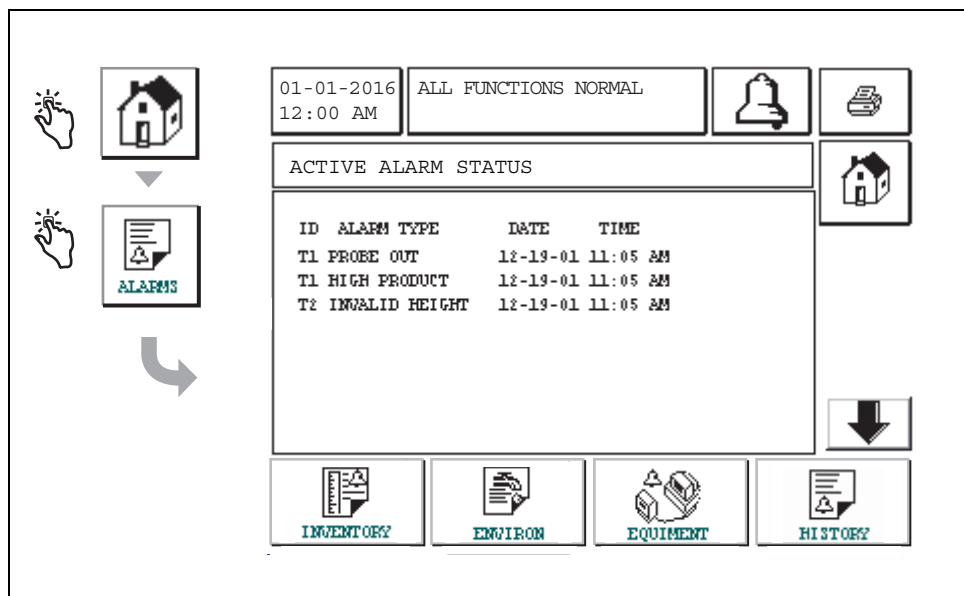 01-01-2016
12:00 AM
ALL FUNCTIONS NORMAL
ACTIVE ALARM STATUS
ALARMS
ID ALARM TYPE DATE TIME
T1 PROBE OUT 12-19-01 11:05 AM
T1 HIGH PRODUCT 12-19-01 11:05 AM
T2 INVALID HEIGHT 12-19-01 11:05 AM
INVENTORY
ENVIRON
EQUIMENT
HISTORY